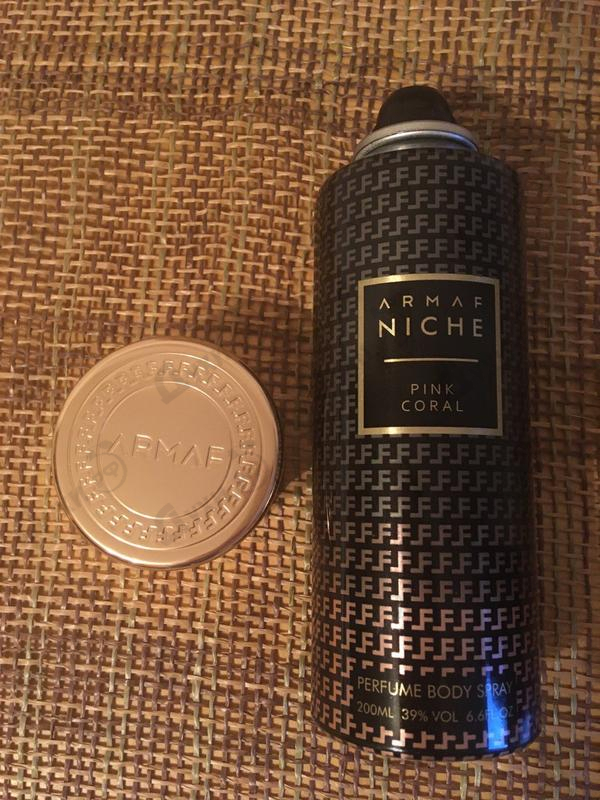 ARMAF
NICHE
PINK
CORAL
PERFUME BODY SPRAY
200ML 39% VOL 6.6FL.OZ
ARMAF